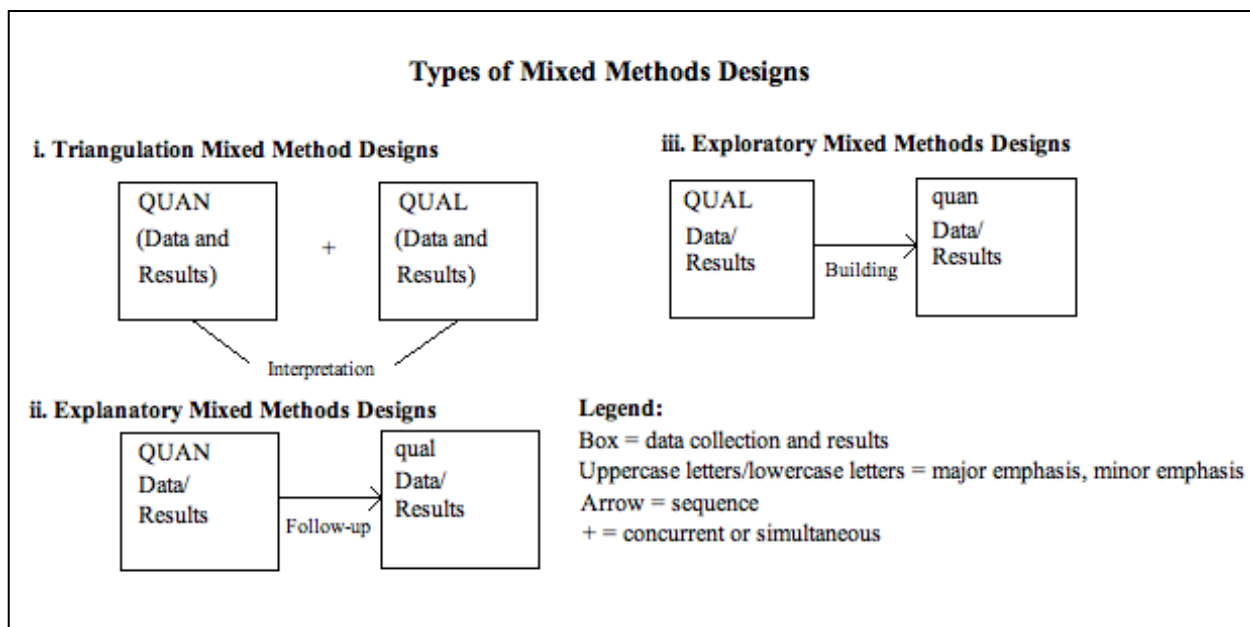 Types of Mixed Methods Designs
i. Triangulation Mixed Method Designs
QUAN
(Data and
Results)
+
QUAL
(Data and
Results)
Interpretation
ii. Explanatory Mixed Methods Designs
QUAN
Data/
Results
Follow-up
qual
Data/
Results
iii. Exploratory Mixed Methods Designs
QUAL
Data/
Results
Building
quan
Data/
Results
Legend:
Box = data collection and results
Uppercase letters/lowercase letters = major emphasis, minor emphasis
Arrow = sequence
+ = concurrent or simultaneous